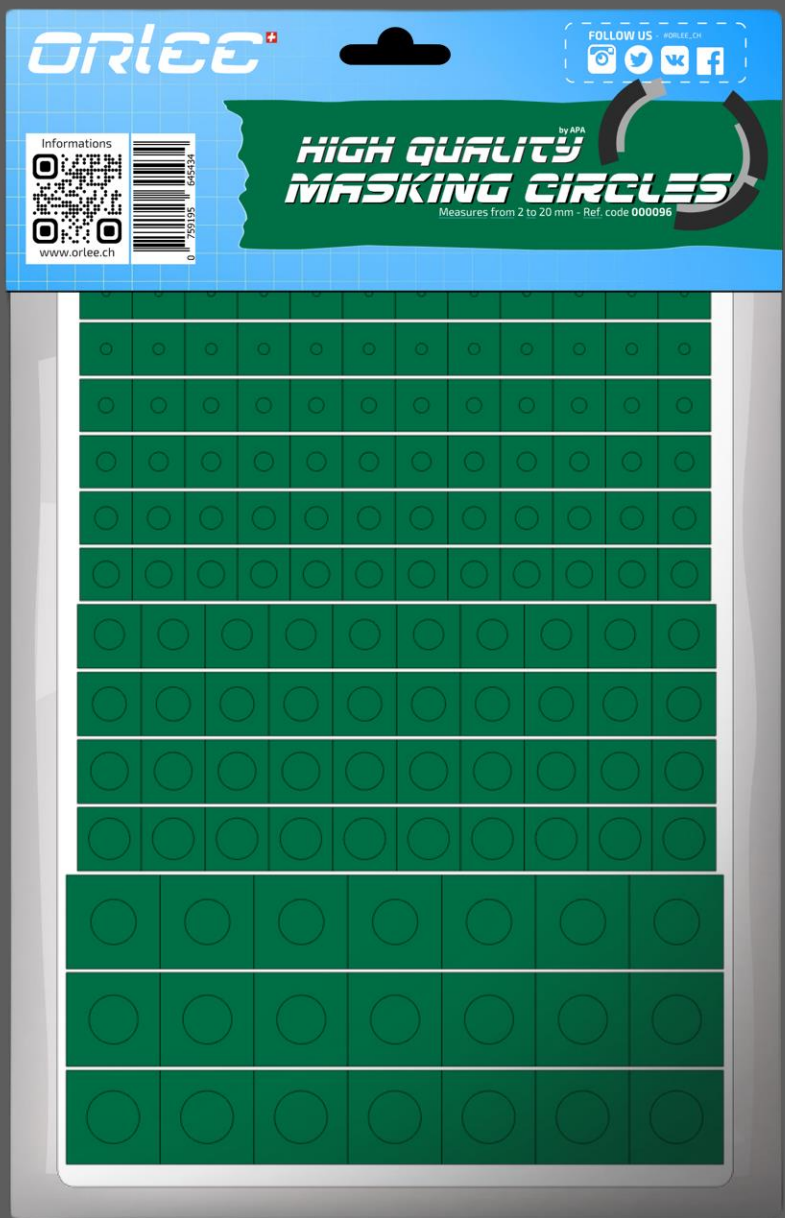 ORlEE
FOLLOW US - #ORLEE_CH
Informations
www.orlee.ch
0 759195 645434
by APA
HIGH QUALITY
MASKING CIRCLES
Measures from 2 to 20 mm - Ref. code 000096